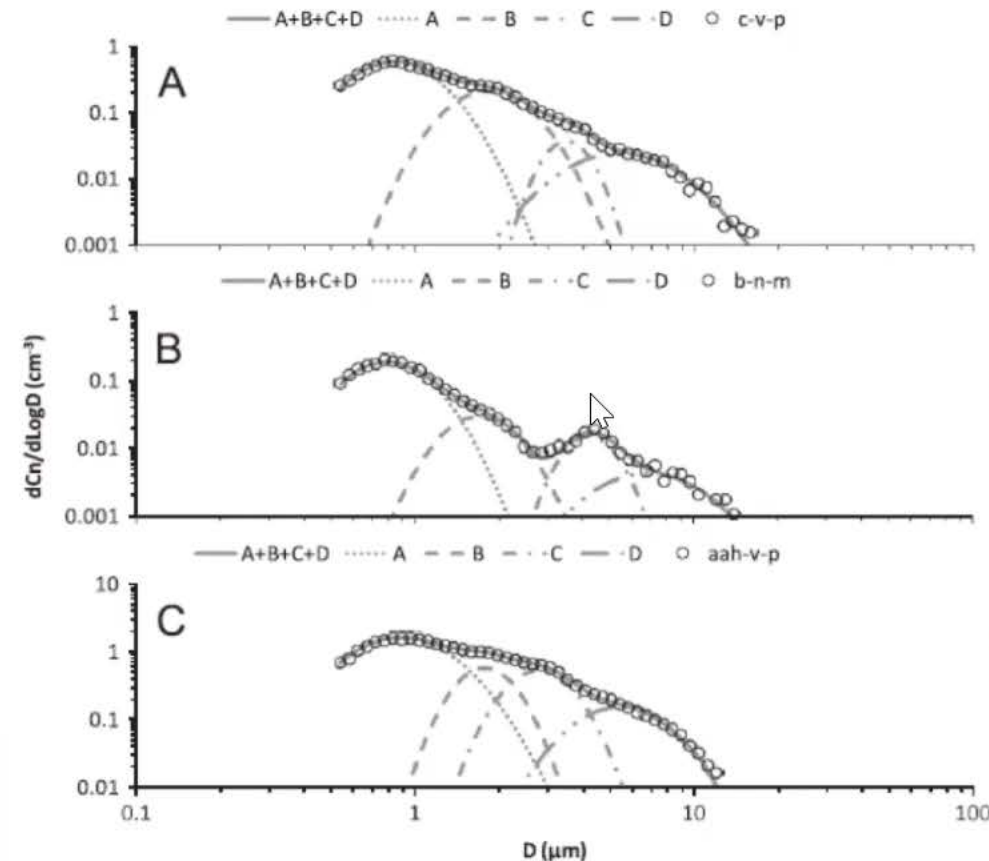 A+B+C+D A B C D c-v-p
A
1
0.1
0.01
0.001
A+B+C+D A B C D b-n-m
B
1
0.1
0.01
0.001
dCn/dLogD (cm⁻³)
A+B+C+D A B C D aah-v-p
C
10
1
0.1
0.01
0.1 1 10 100
D (μm)